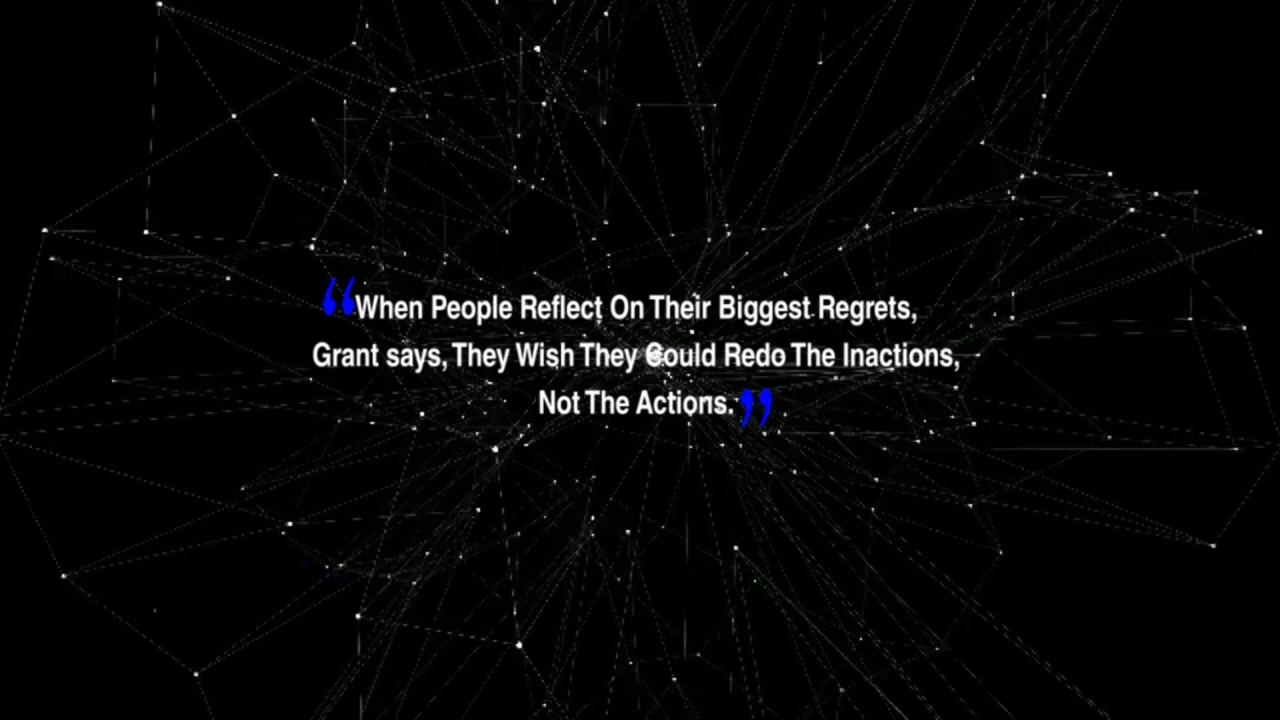 “When People Reflect On Their Biggest Regrets,
Grant says, They Wish They Could Redo The Inactions,
Not The Actions.”